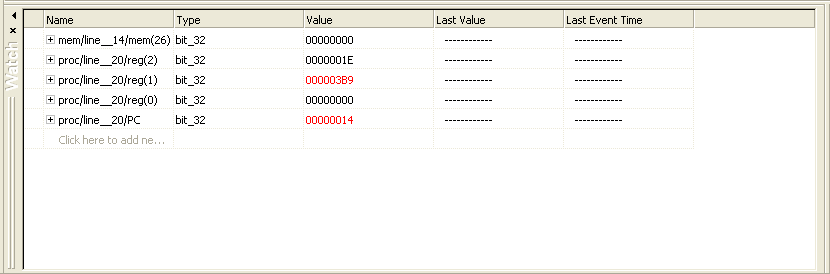 Watch
Name Type Value Last Value Last Event Time
mem/line__14/mem(26) bit_32 00000000 ------------ ------------
proc/line__20/reg(2) bit_32 0000001E ------------ ------------
proc/line__20/reg(1) bit_32 000003B9 ------------ ------------
proc/line__20/reg(0) bit_32 00000000 ------------ ------------
proc/line__20/PC bit_32 00000014 ------------ ------------
Click here to add ne...